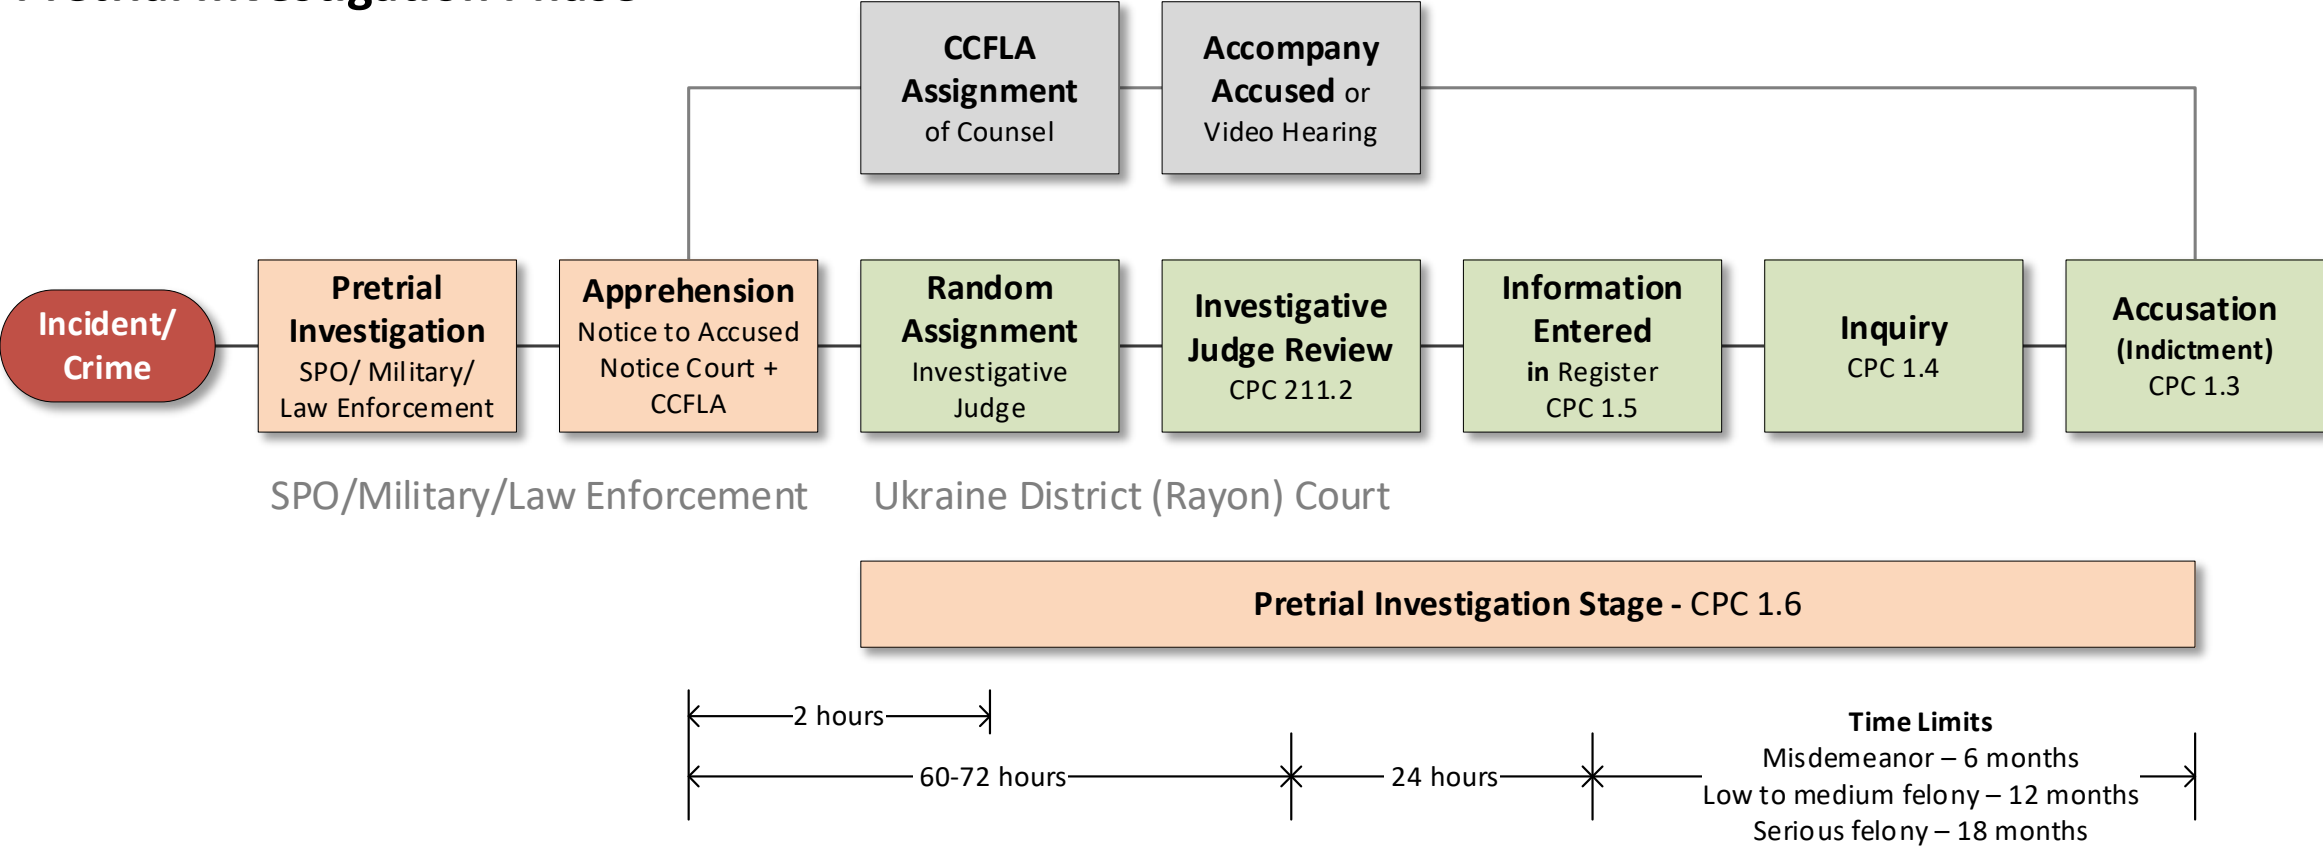 Pretrial Investigation Phase
CCFLA
Assignment
of Counsel
Accompany
Accused or
Video Hearing
Incident/
Crime
Pretrial
Investigation
SPO/ Military/
Law Enforcement
Apprehension
Notice to Accused
Notice Court +
CCFLA
Random
Assignment
Investigative
Judge
Investigative
Judge Review
CPC 211.2
Information
Entered
in Register
CPC 1.5
Inquiry
CPC 1.4
Accusation
(Indictment)
CPC 1.3
SPO/Military/Law Enforcement
Ukraine District (Rayon) Court
Pretrial Investigation Stage - CPC 1.6
2 hours
60-72 hours
24 hours
Time Limits
Misdemeanor – 6 months
Low to medium felony – 12 months
Serious felony – 18 months